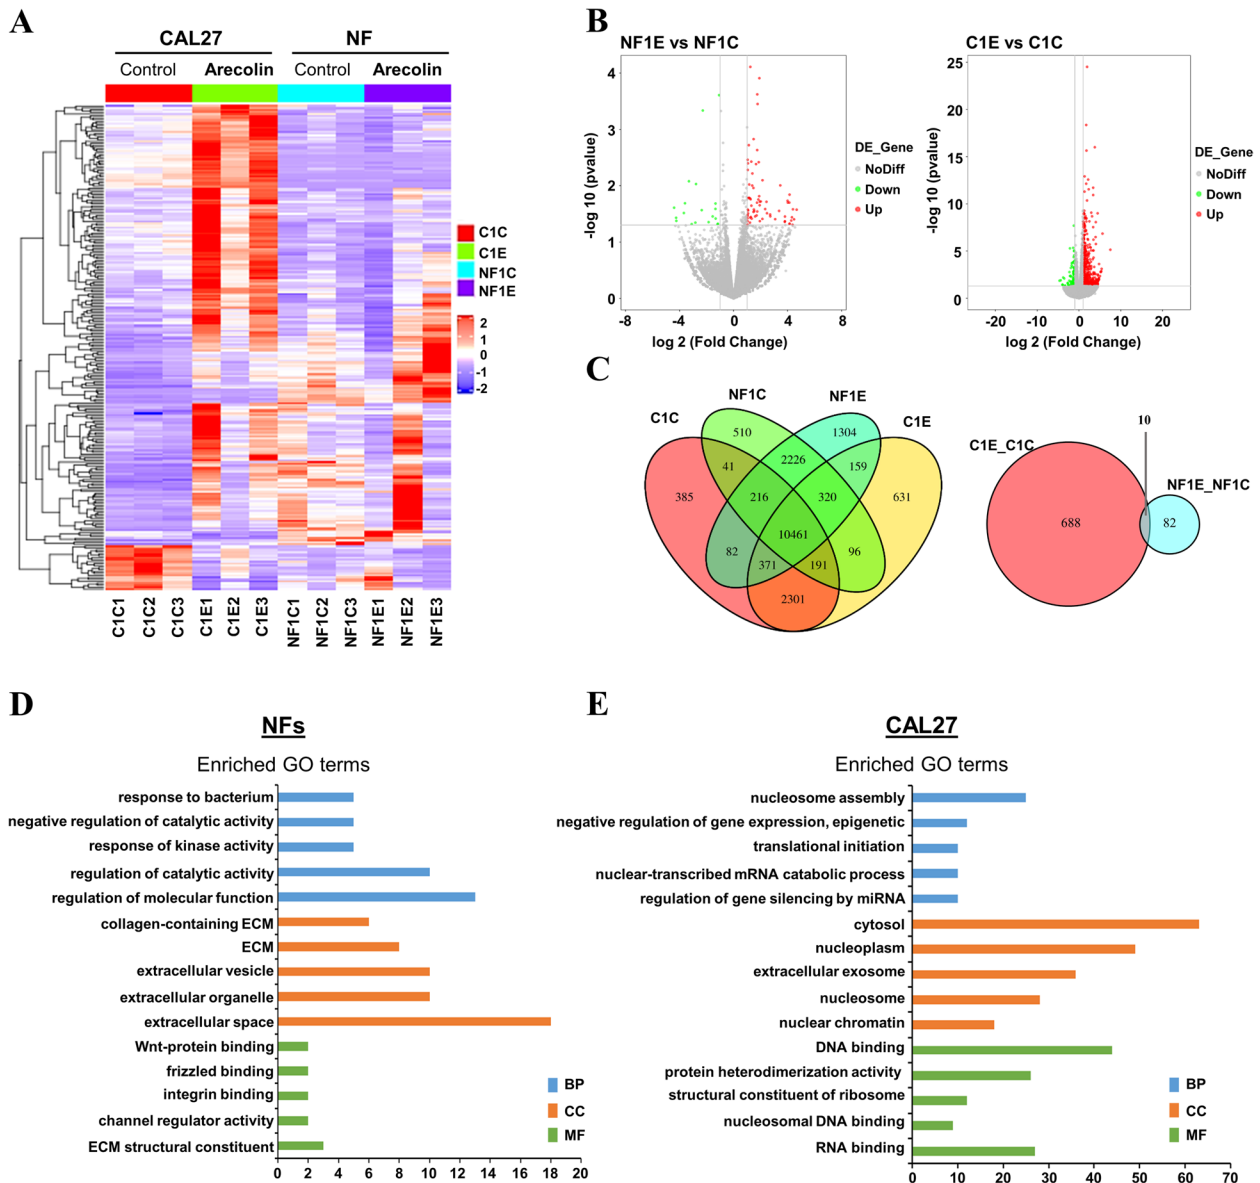 A
CAL27
NF
Control
Arecolin
Control
Arecolin
C1C
C1E
NF1C
NF1E
2
1
0
-1
-2
C1C1
C1C2
C1C3
C1E1
C1E2
C1E3
NF1C1
NF1C2
NF1C3
NF1E1
NF1E2
NF1E3
B
NF1E vs NF1C
-log 10 (pvalue)
4
3
2
1
0
-8
-4
0
4
8
log 2 (Fold Change)
DE_Gene
NoDiff
Down
Up
C1E vs C1C
-log 10 (pvalue)
25
20
15
10
5
0
-20
-10
0
10
20
log 2 (Fold Change)
DE_Gene
NoDiff
Down
Up
C
C1C
NF1C
NF1E
C1E
510
1304
41
2226
159
385
216
320
631
10461
82
96
371
191
2301
10
C1E_C1C
NF1E_NF1C
688
82
D
NFs
Enriched GO terms
response to bacterium
negative regulation of catalytic activity
response of kinase activity
regulation of catalytic activity
regulation of molecular function
collagen-containing ECM
ECM
extracellular vesicle
extracellular organelle
extracellular space
Wnt-protein binding
frizzled binding
integrin binding
channel regulator activity
ECM structural constituent
BP
CC
MF
0 2 4 6 8 10 12 14 16 18 20
E
CAL27
Enriched GO terms
nucleosome assembly
negative regulation of gene expression, epigenetic
translational initiation
nuclear-transcribed mRNA catabolic process
regulation of gene silencing by miRNA
cytosol
nucleoplasm
extracellular exosome
nucleosome
nuclear chromatin
DNA binding
protein heterodimerization activity
structural constituent of ribosome
nucleosomal DNA binding
RNA binding
BP
CC
MF
0 10 20 30 40 50 60 70